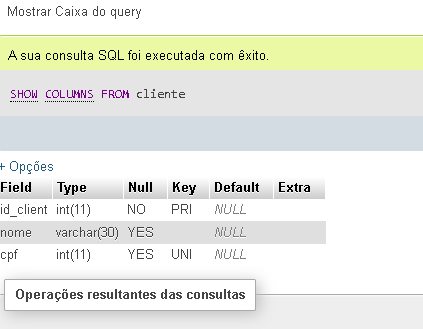 Mostrar Caixa do query
A sua consulta SQL foi executada com êxito.
SHOW COLUMNS FROM cliente
+ Opções
Field Type Null Key Default Extra
id_client int(11) NO PRI NULL
nome varchar(30) YES NULL
cpf int(11) YES UNI NULL
Operações resultantes das consultas